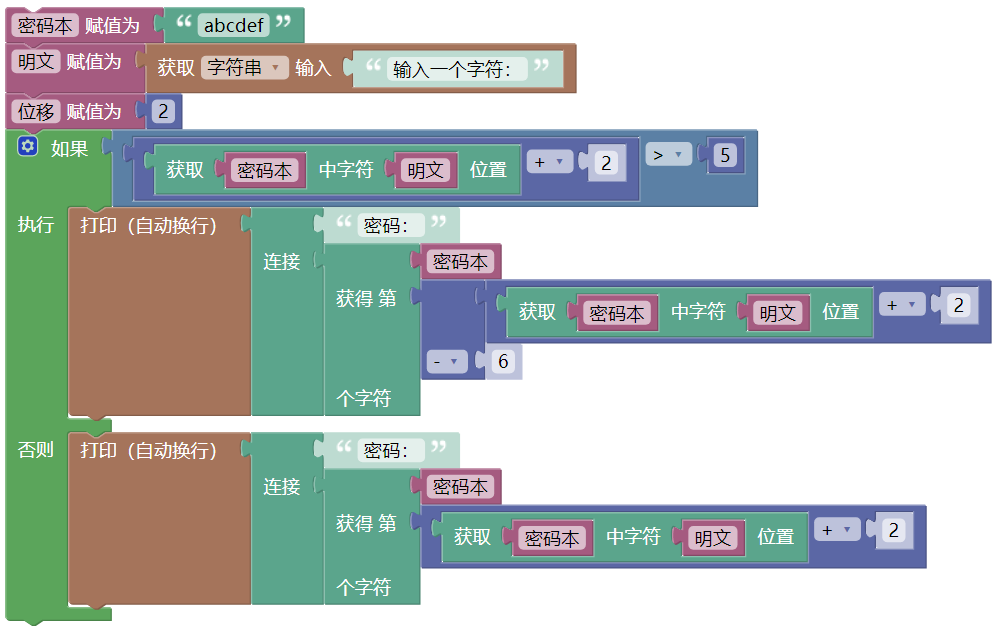 密码本 赋值为 “ abcdef ”
明文 赋值为 获取 字符串 输入 “ 输入一个字符： ”
位移 赋值为 2
如果 获取 密码本 中字符 明文 位置 + 2 > 5
执行 打印（自动换行） 连接 “ 密码： ”
密码本
获得 第 获取 密码本 中字符 明文 位置 + 2
- 6
个字符
否则 打印（自动换行） 连接 “ 密码： ”
密码本
获得 第 获取 密码本 中字符 明文 位置 + 2
个字符